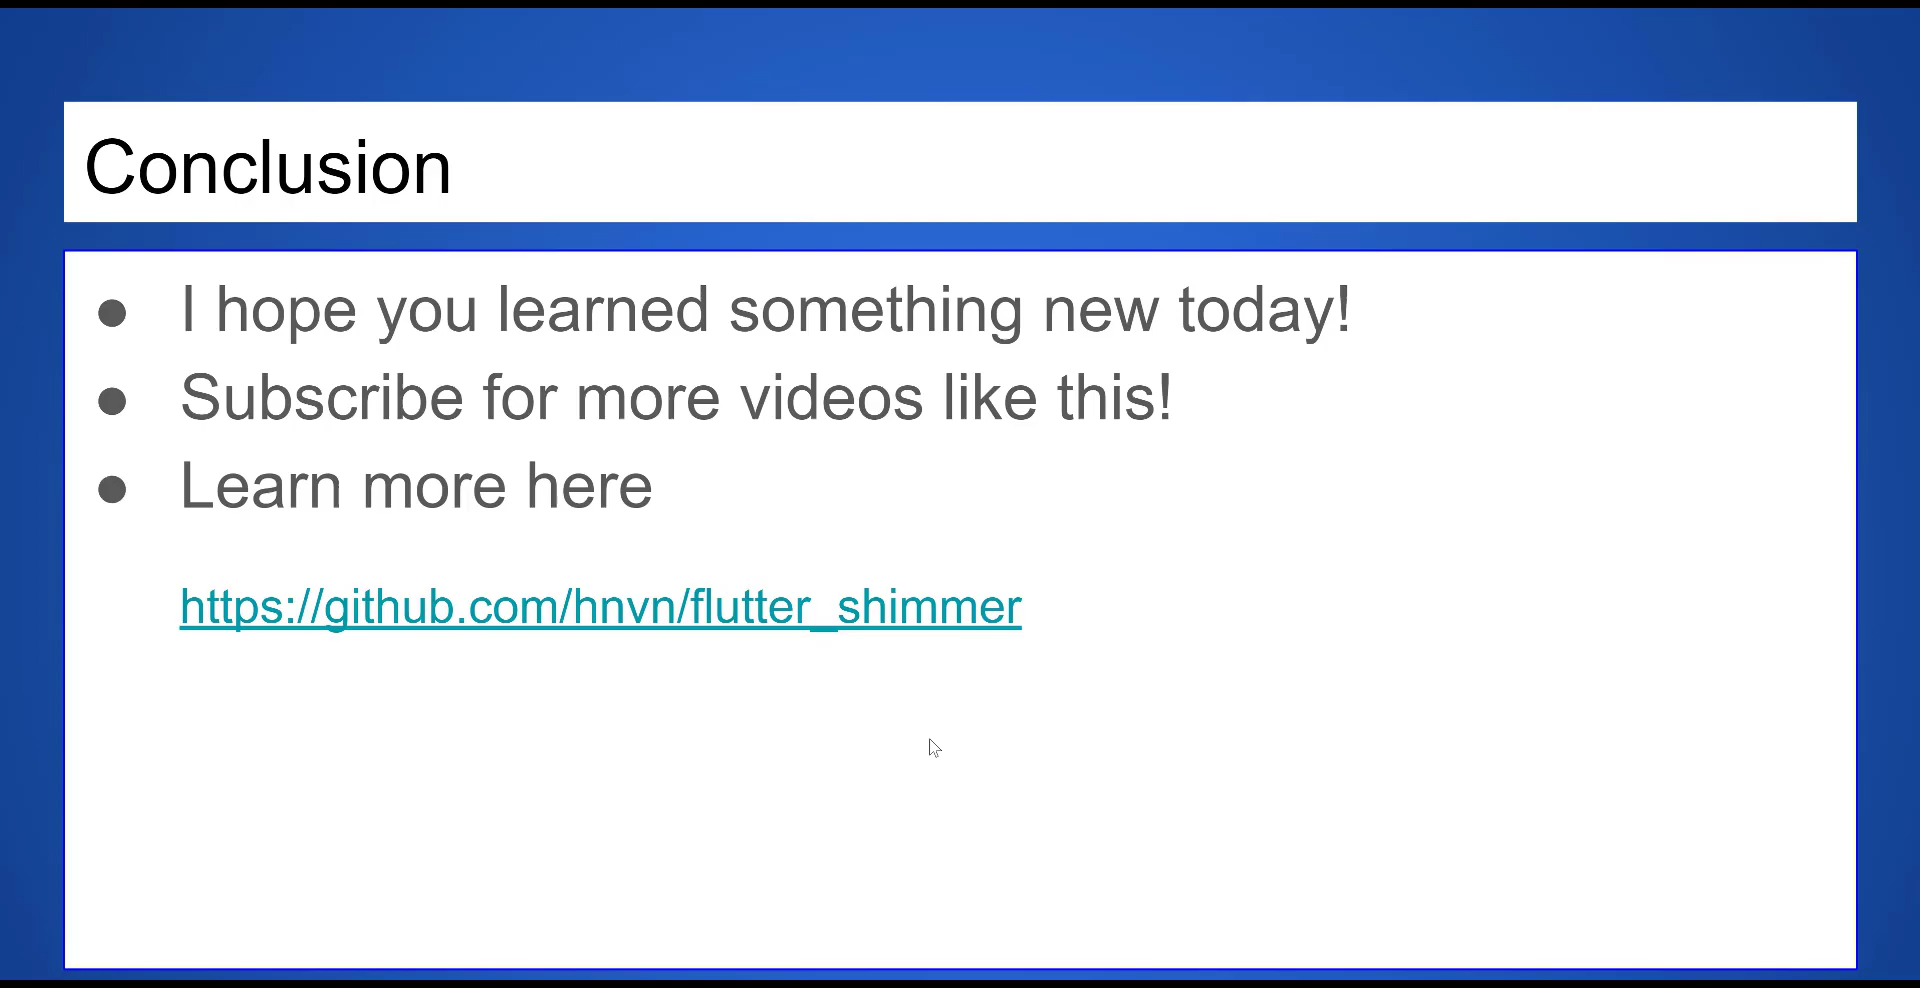 Conclusion
● I hope you learned something new today!
● Subscribe for more videos like this!
● Learn more here
https://github.com/hnvn/flutter_shimmer